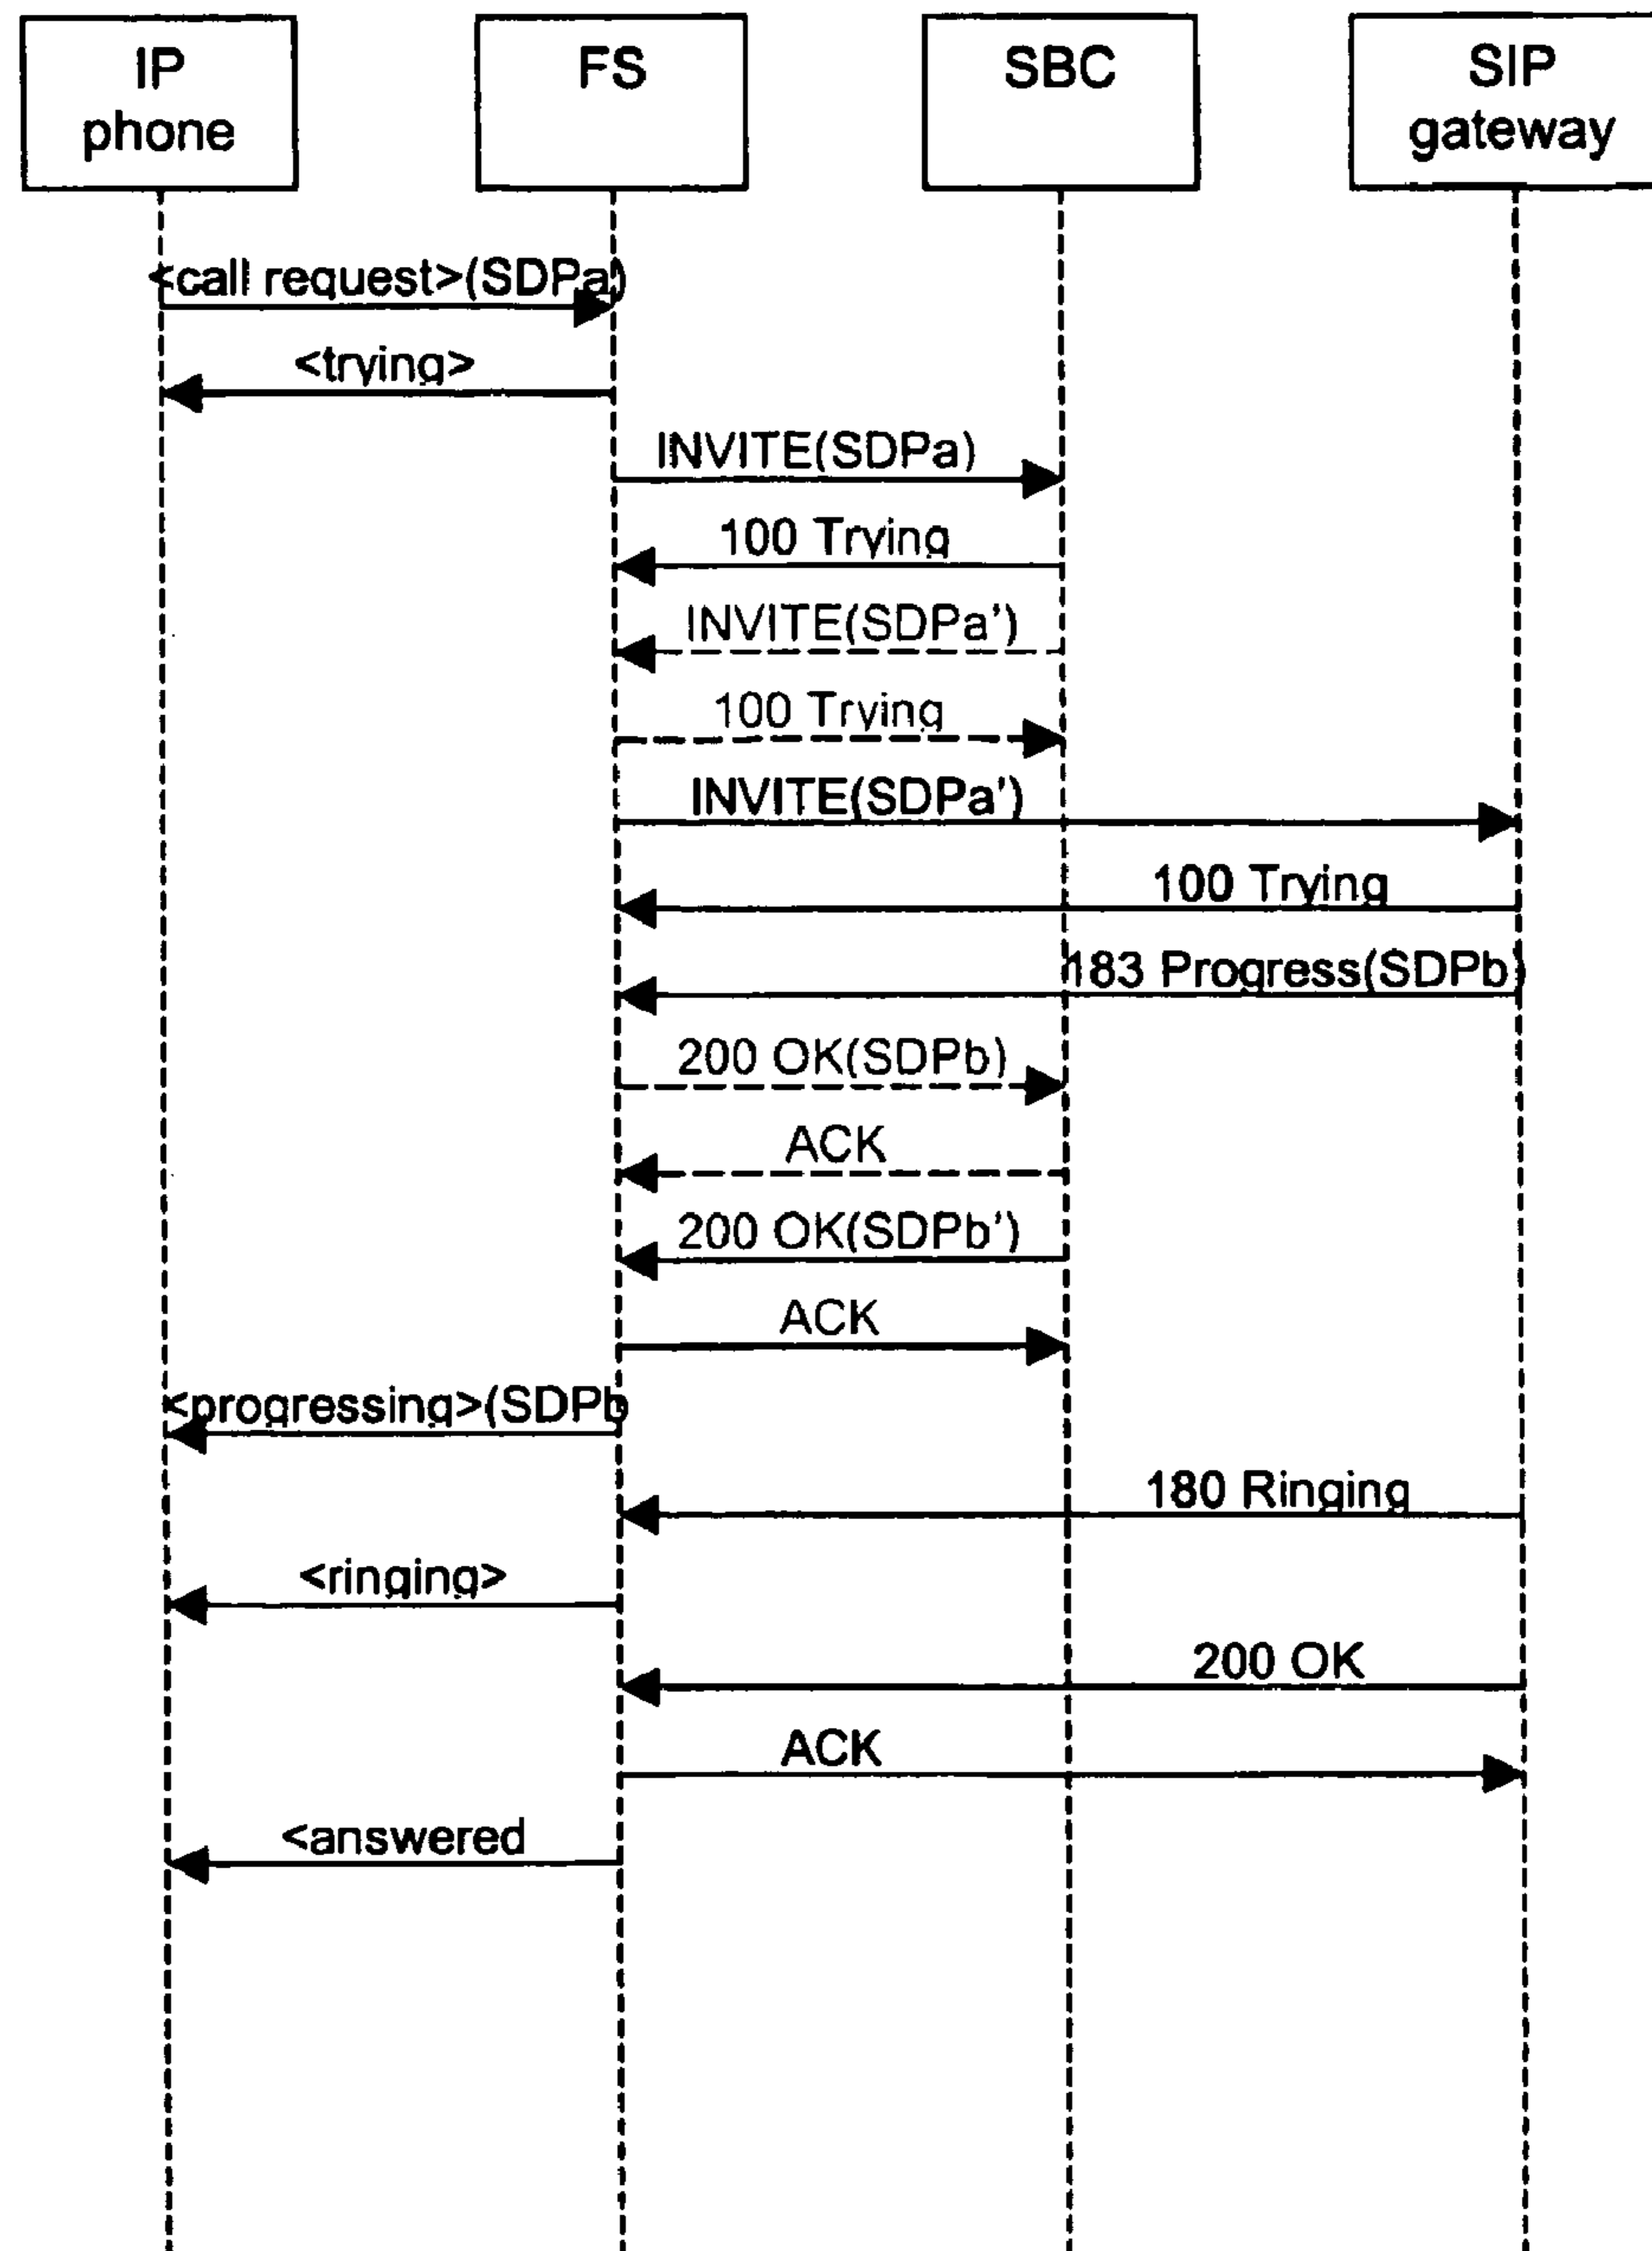 IP
phone
FS
SBC
SIP
gateway
<call request>(SDPa)
<trying>
INVITE(SDPa)
100 Trying
INVITE(SDPa')
100 Trying
INVITE(SDPa')
100 Trying
183 Progress(SDPb)
200 OK(SDPb)
ACK
200 OK(SDPb')
ACK
<progressing>(SDPb
180 Ringing
<ringing>
200 OK
ACK
<answered